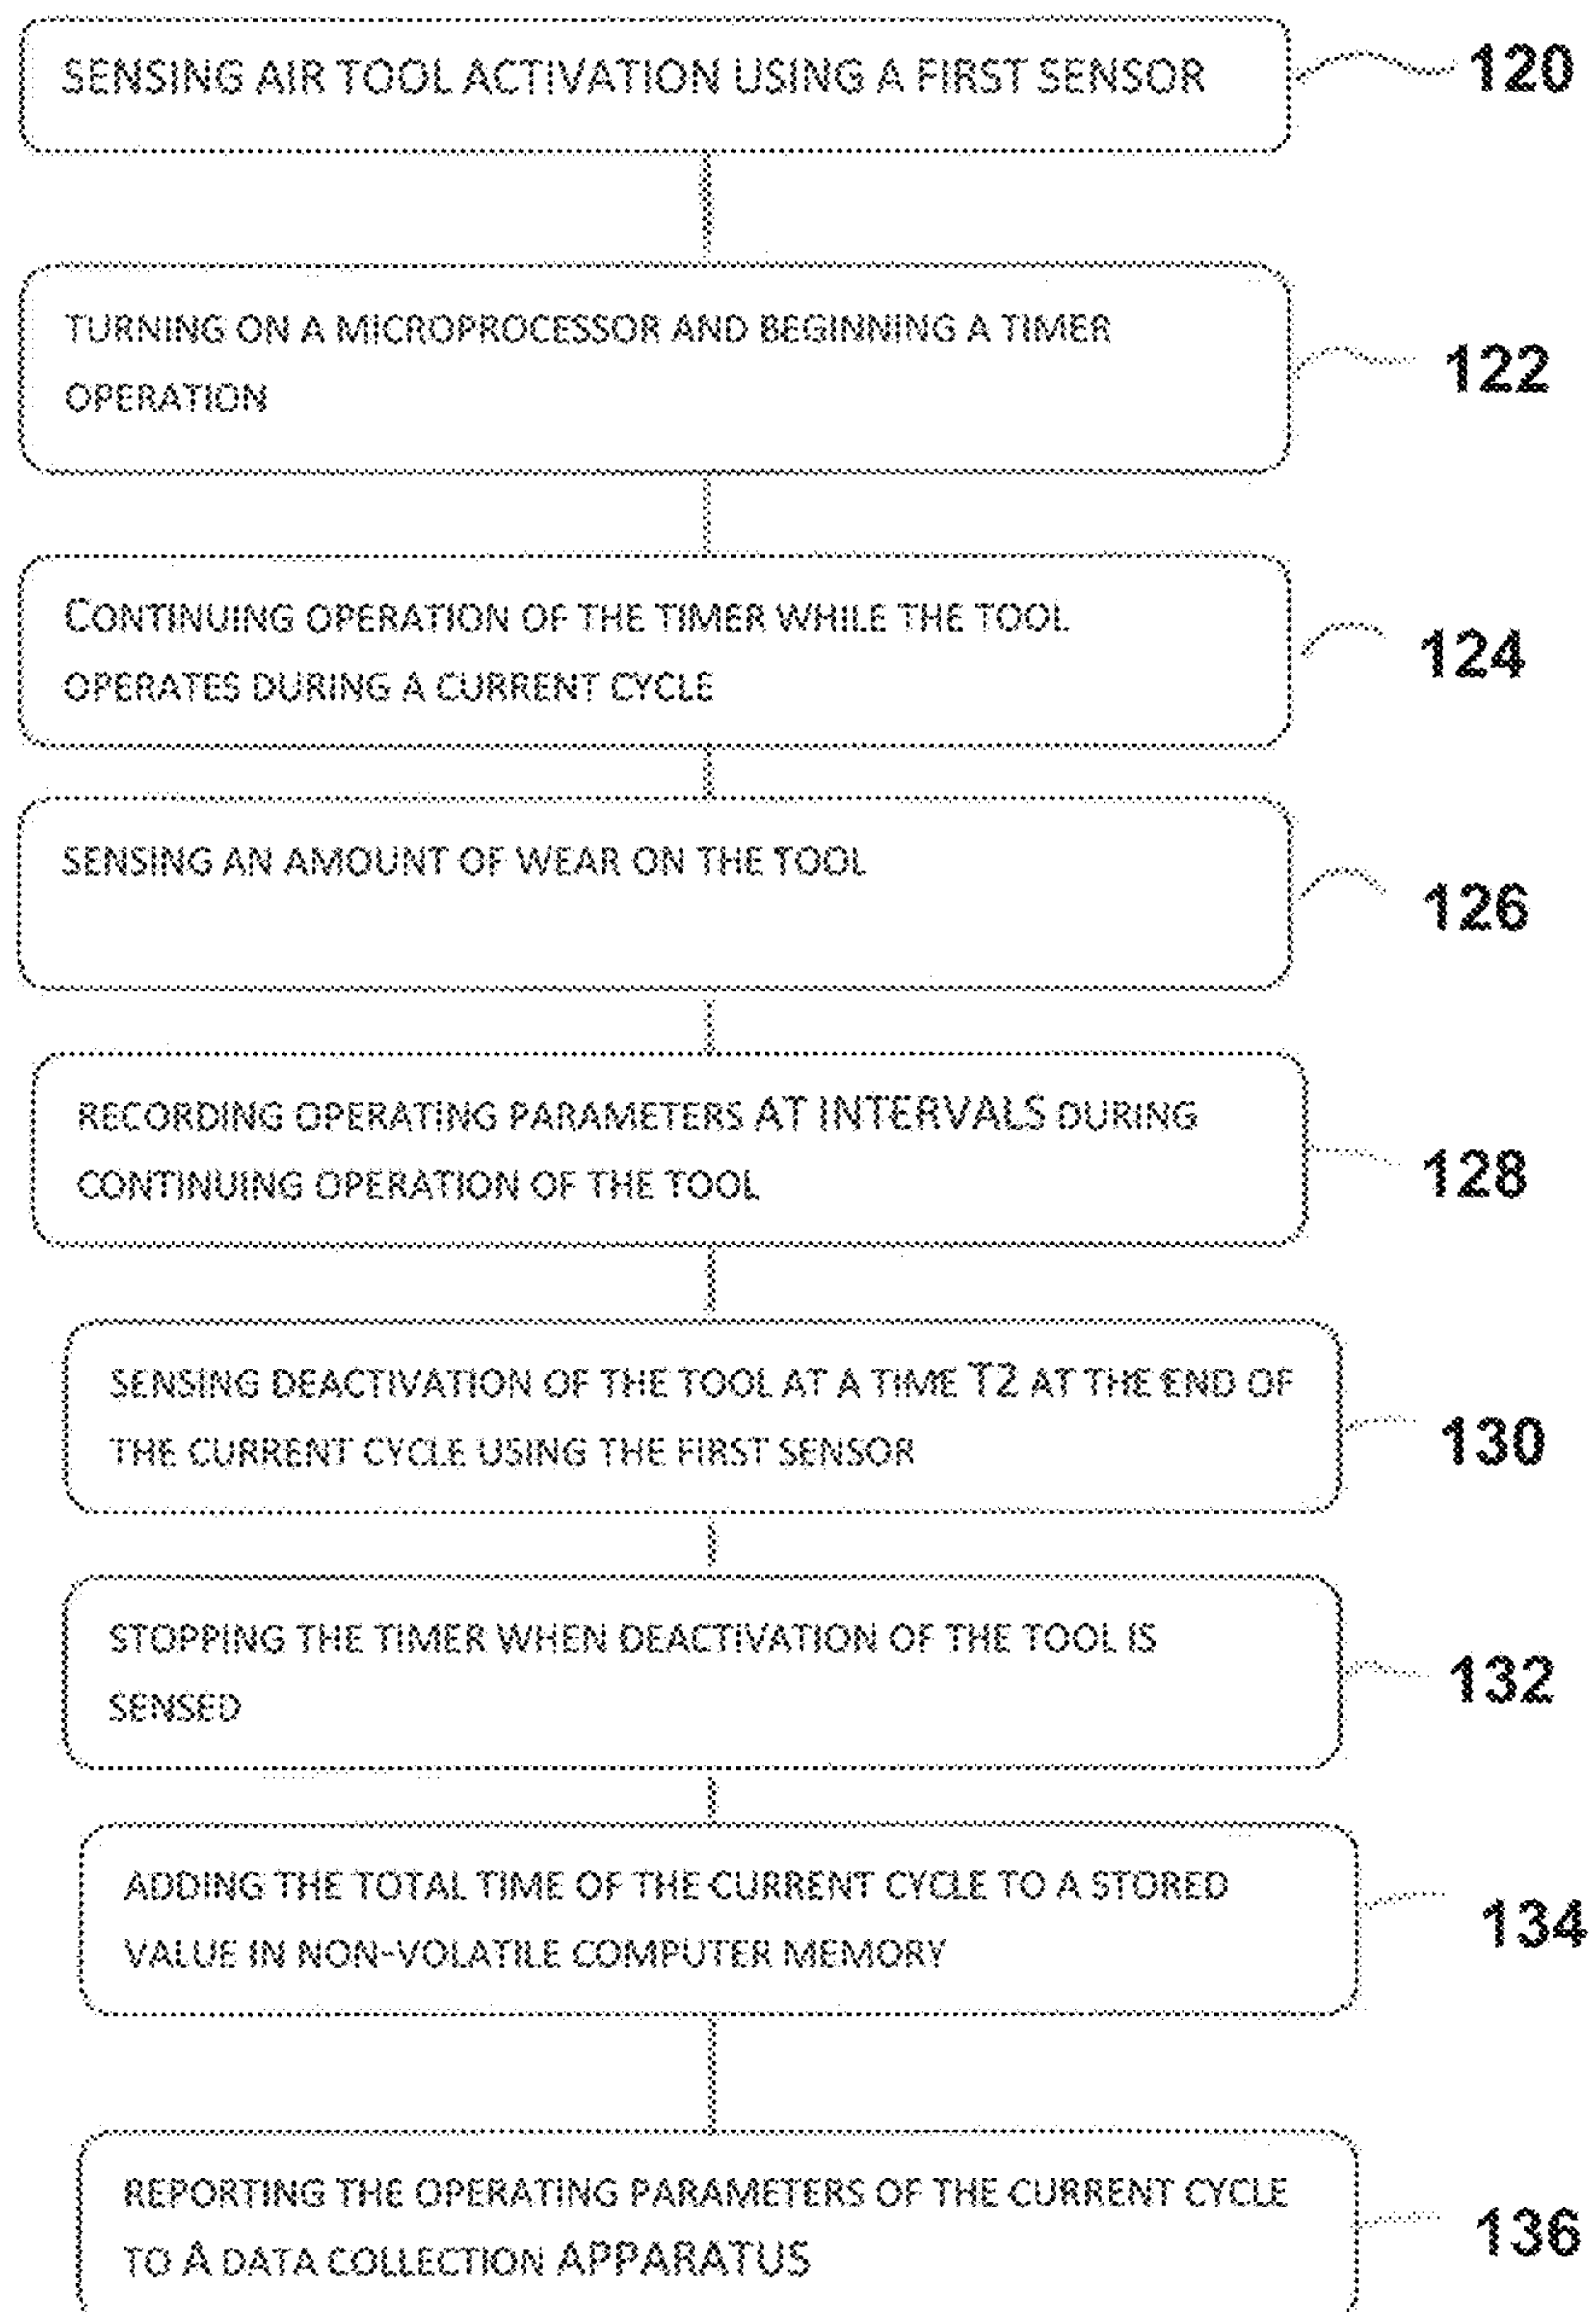 SENSING AIR TOOL ACTIVATION USING A FIRST SENSOR
120
TURNING ON A MICROPROCESSOR AND BEGINNING A TIMER
OPERATION
122
CONTINUING OPERATION OF THE TIMER WHILE THE TOOL
OPERATES DURING A CURRENT CYCLE
124
SENSING AN AMOUNT OF WEAR ON THE TOOL
126
RECORDING OPERATING PARAMETERS AT INTERVALS DURING
CONTINUING OPERATION OF THE TOOL
128
SENSING DEACTIVATION OF THE TOOL AT A TIME T2 AT THE END OF
THE CURRENT CYCLE USING THE FIRST SENSOR
130
STOPPING THE TIMER WHEN DEACTIVATION OF THE TOOL IS
SENSED
132
ADDING THE TOTAL TIME OF THE CURRENT CYCLE TO A STORED
VALUE IN NON-VOLATILE COMPUTER MEMORY
134
REPORTING THE OPERATING PARAMETERS OF THE CURRENT CYCLE
TO A DATA COLLECTION APPARATUS
136